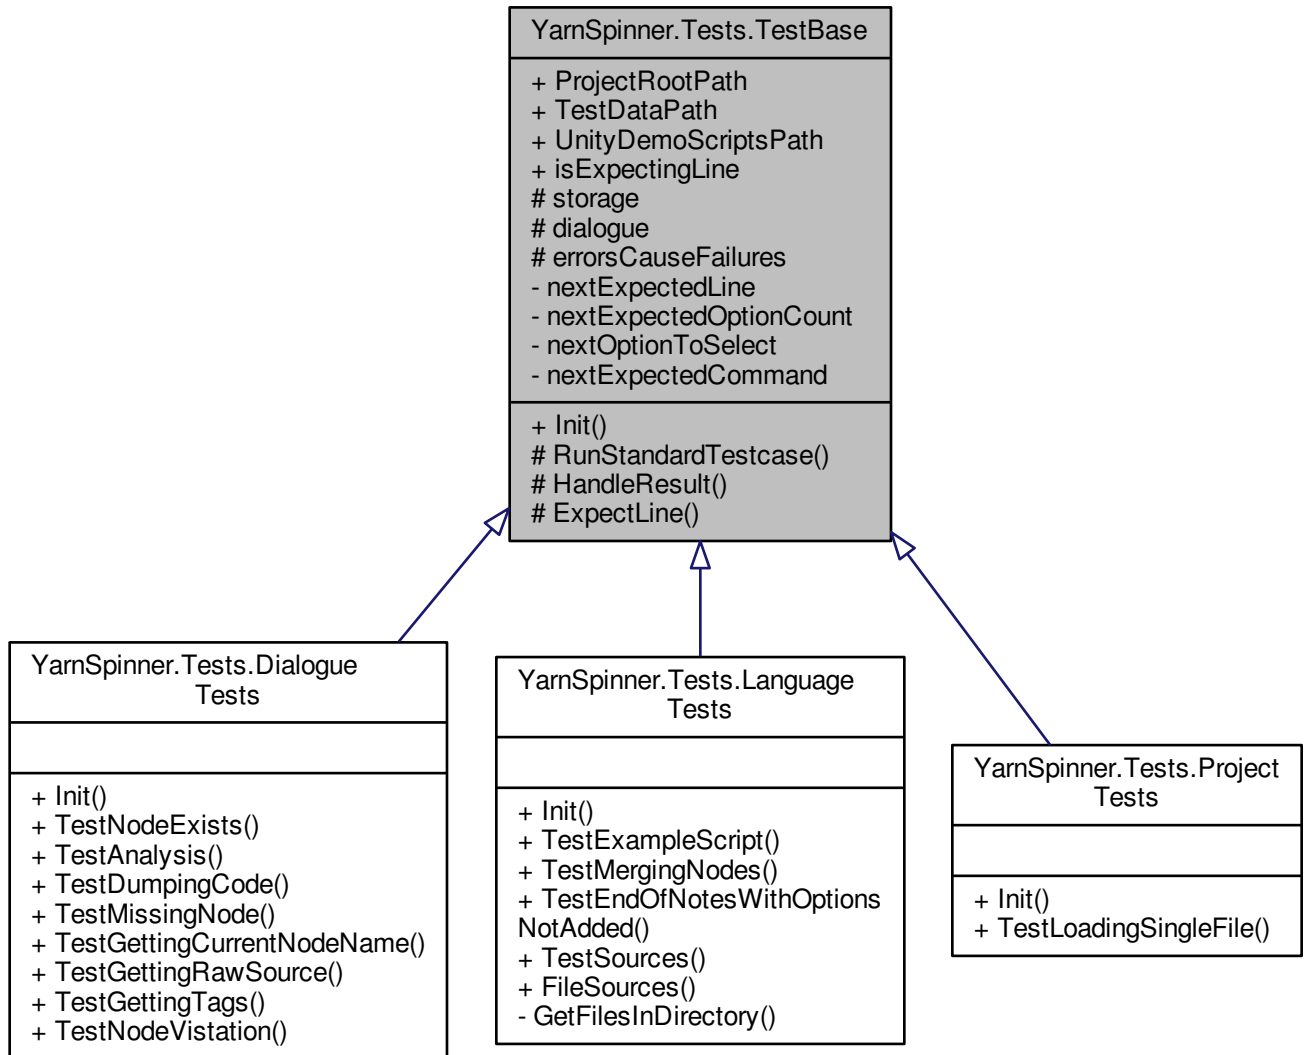 YarnSpinner.Tests.TestBase
+ ProjectRootPath
+ TestDataPath
+ UnityDemoScriptsPath
+ isExpectingLine
# storage
# dialogue
# errorsCauseFailures
- nextExpectedLine
- nextExpectedOptionCount
- nextOptionToSelect
- nextExpectedCommand
+ Init()
# RunStandardTestcase()
# HandleResult()
# ExpectLine()
YarnSpinner.Tests.Dialogue
Tests
+ Init()
+ TestNodeExists()
+ TestAnalysis()
+ TestDumpingCode()
+ TestMissingNode()
+ TestGettingCurrentNodeName()
+ TestGettingRawSource()
+ TestGettingTags()
+ TestNodeVistation()
YarnSpinner.Tests.Language
Tests
+ Init()
+ TestExampleScript()
+ TestMergingNodes()
+ TestEndOfNotesWithOptions
NotAdded()
+ TestSources()
+ FileSources()
- GetFilesInDirectory()
YarnSpinner.Tests.Project
Tests
+ Init()
+ TestLoadingSingleFile()